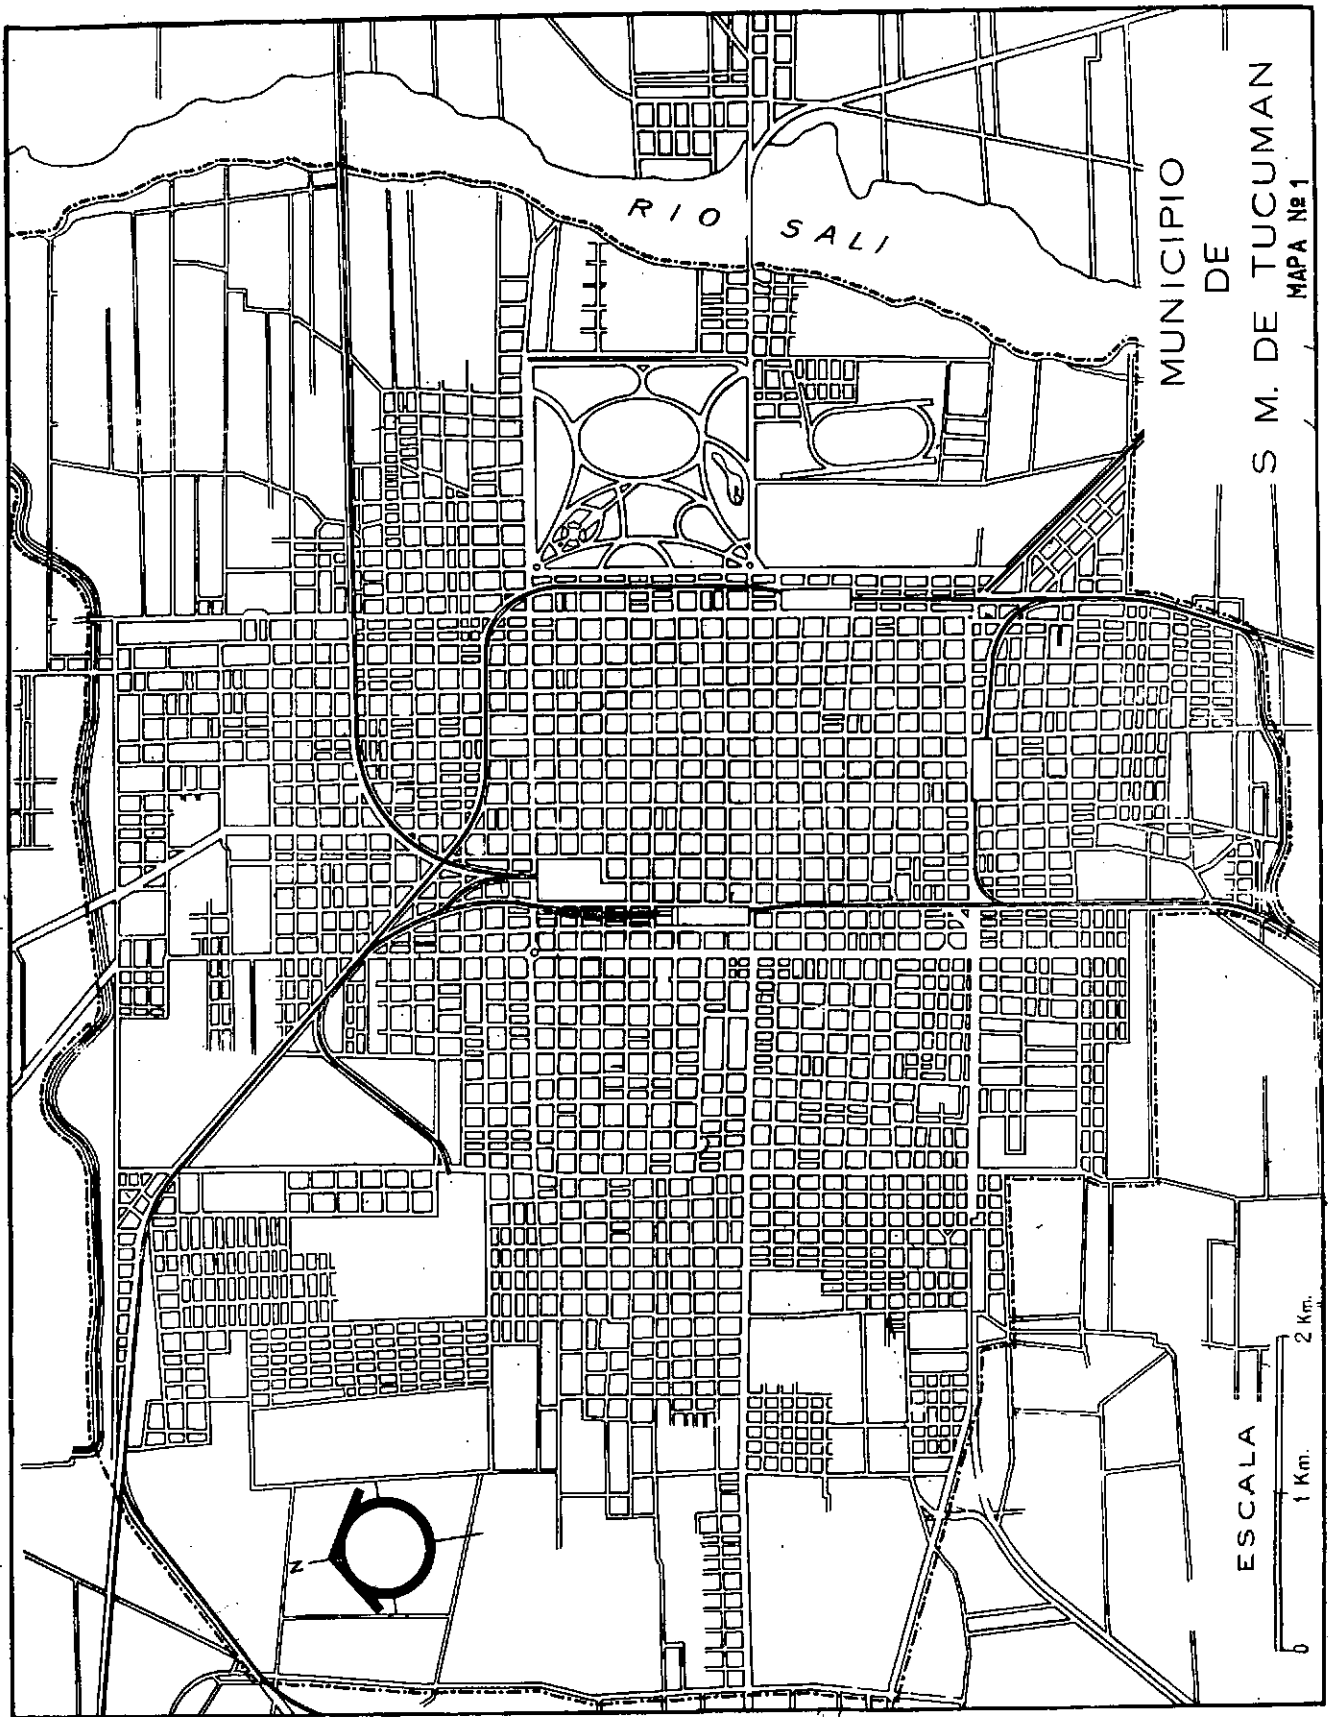 MUNICIPIO
DE
S M. DE TUCUMAN
MAPA Nº 1
RIO SALI
N
ESCALA
0 1 Km. 2 Km.